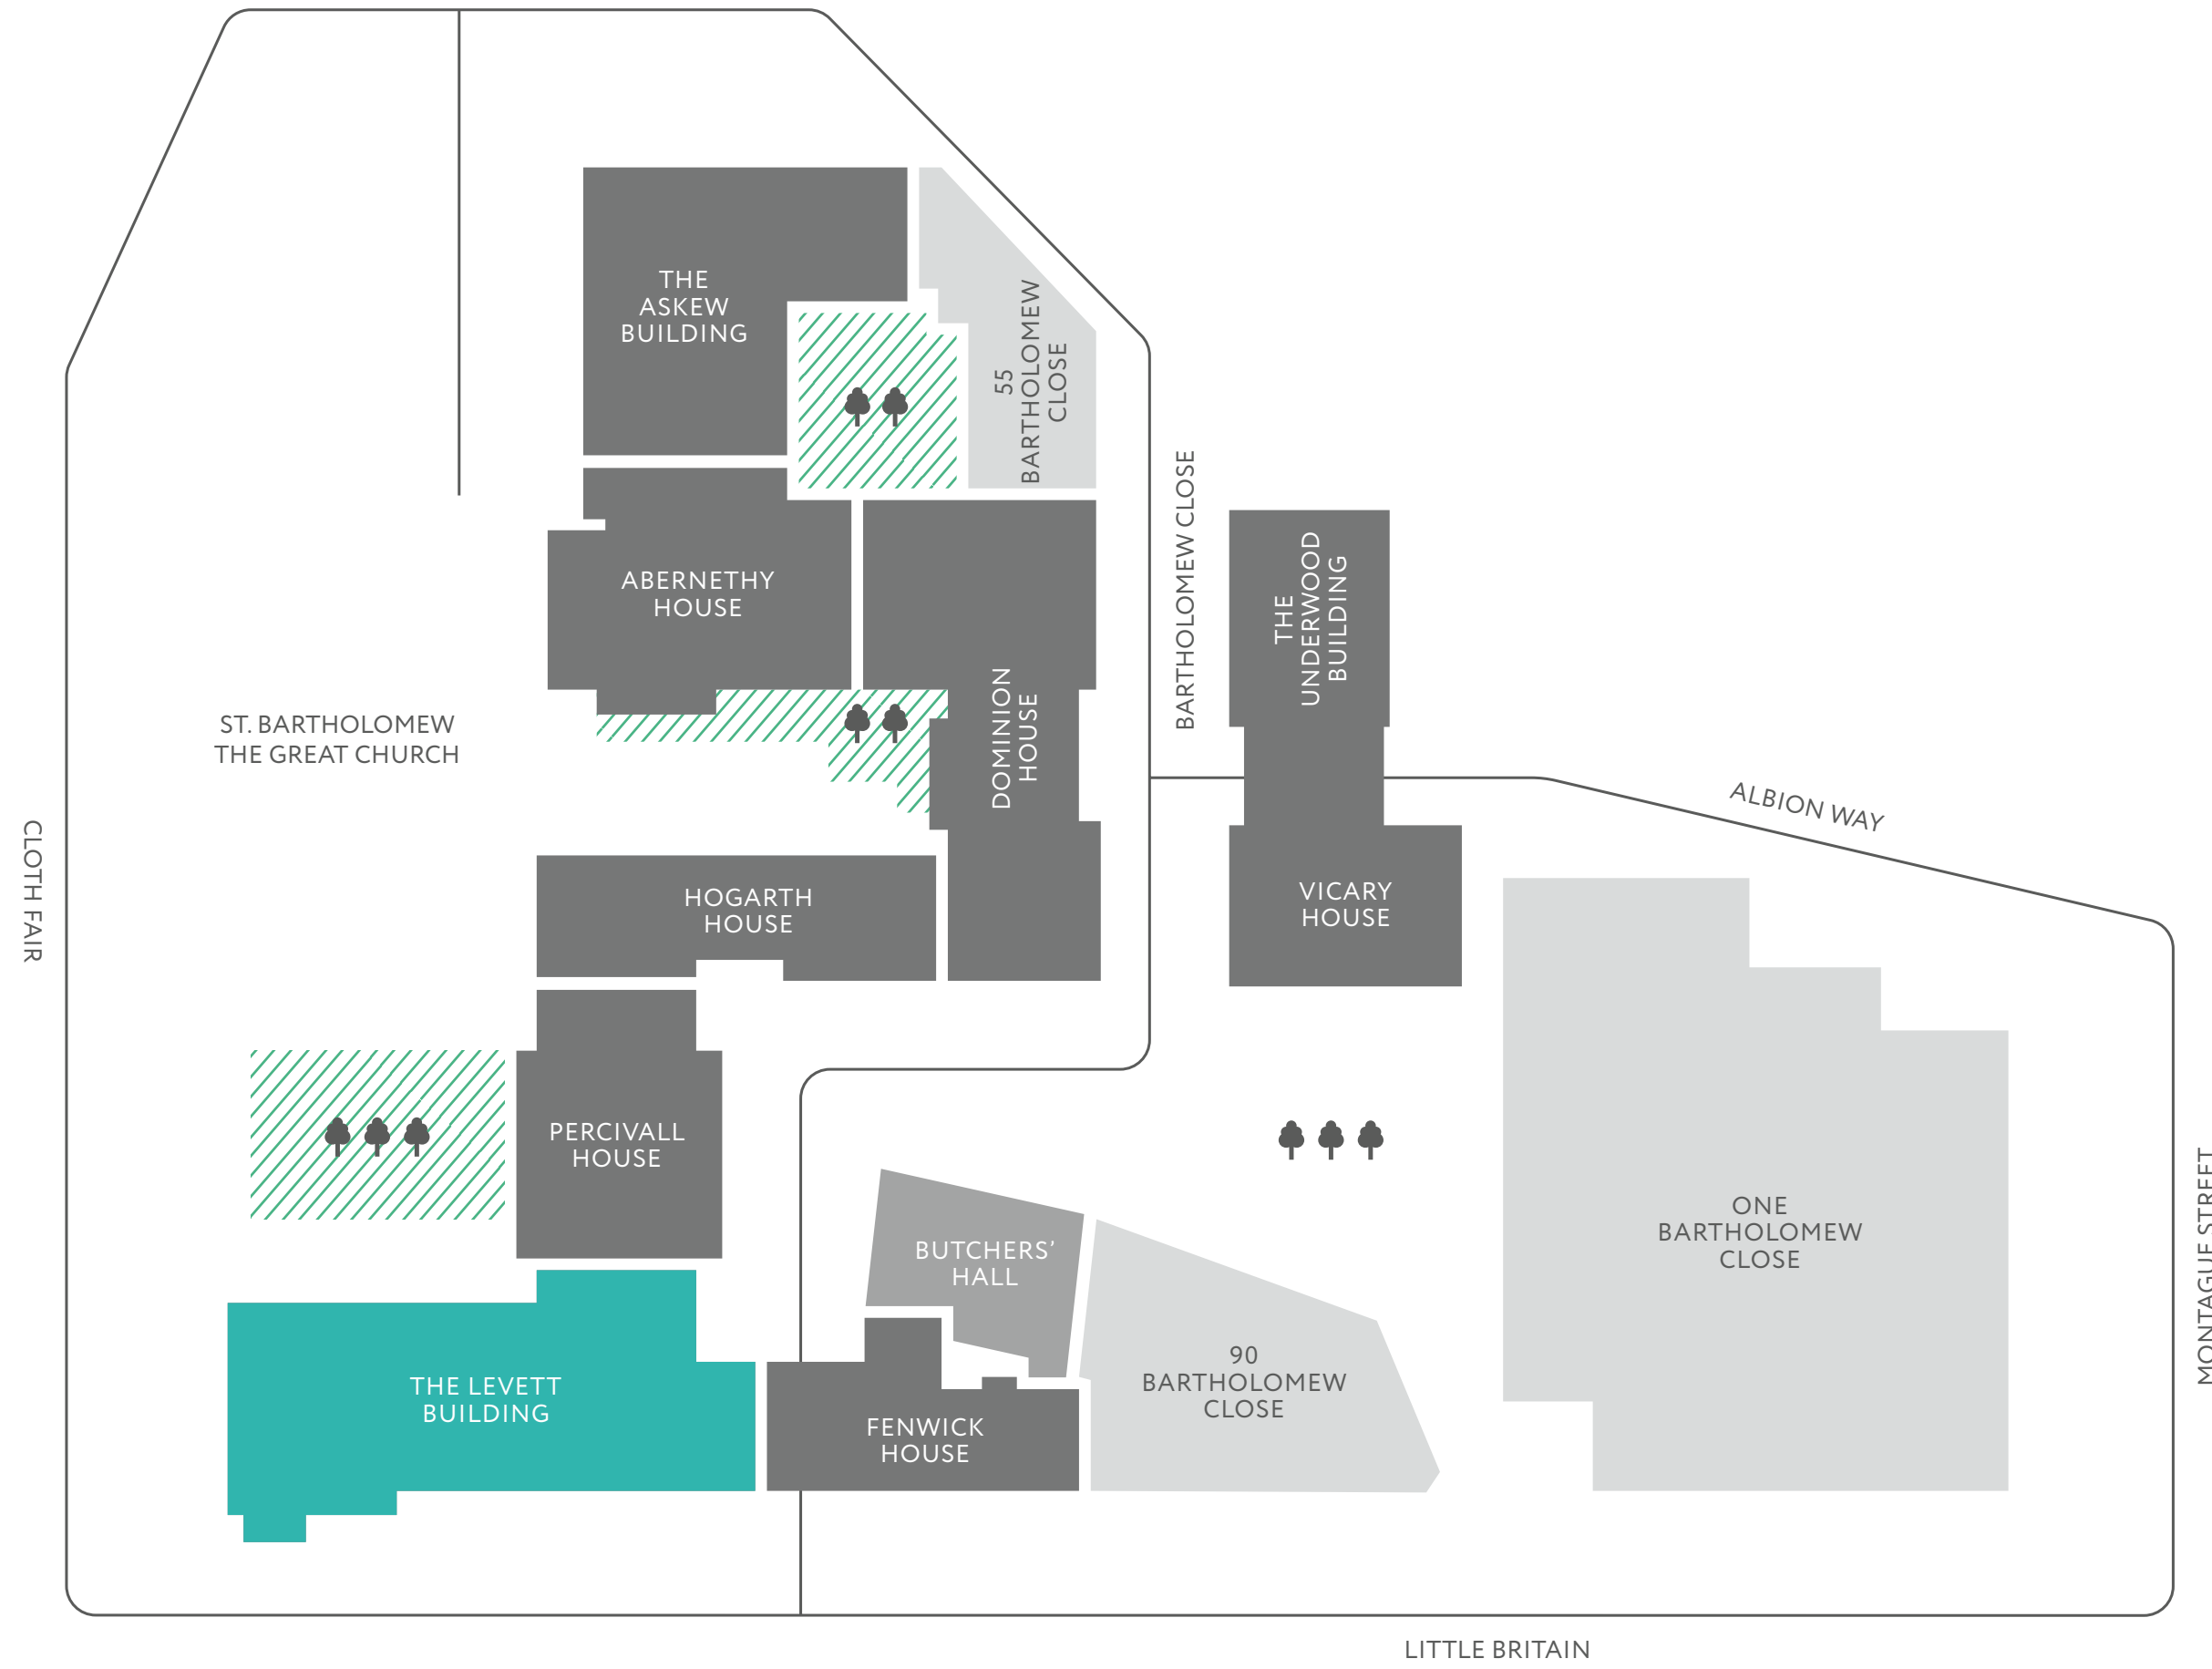 THE
ASKEW
BUILDING
55
BARTHOLOMEW
CLOSE
BARTHOLOMEW CLOSE
THE
UNDERWOOD
BUILDING
ABERNETHY
HOUSE
DOMINION
HOUSE
ST. BARTHOLOMEW
THE GREAT CHURCH
ALBION WAY
CLOTH FAIR
HOGARTH
HOUSE
VICARY
HOUSE
PERCIVALL
HOUSE
BUTCHERS’
HALL
ONE
BARTHOLOMEW
CLOSE
MONTAGUE STREET
90
BARTHOLOMEW
CLOSE
THE LEVETT
BUILDING
FENWICK
HOUSE
LITTLE BRITAIN